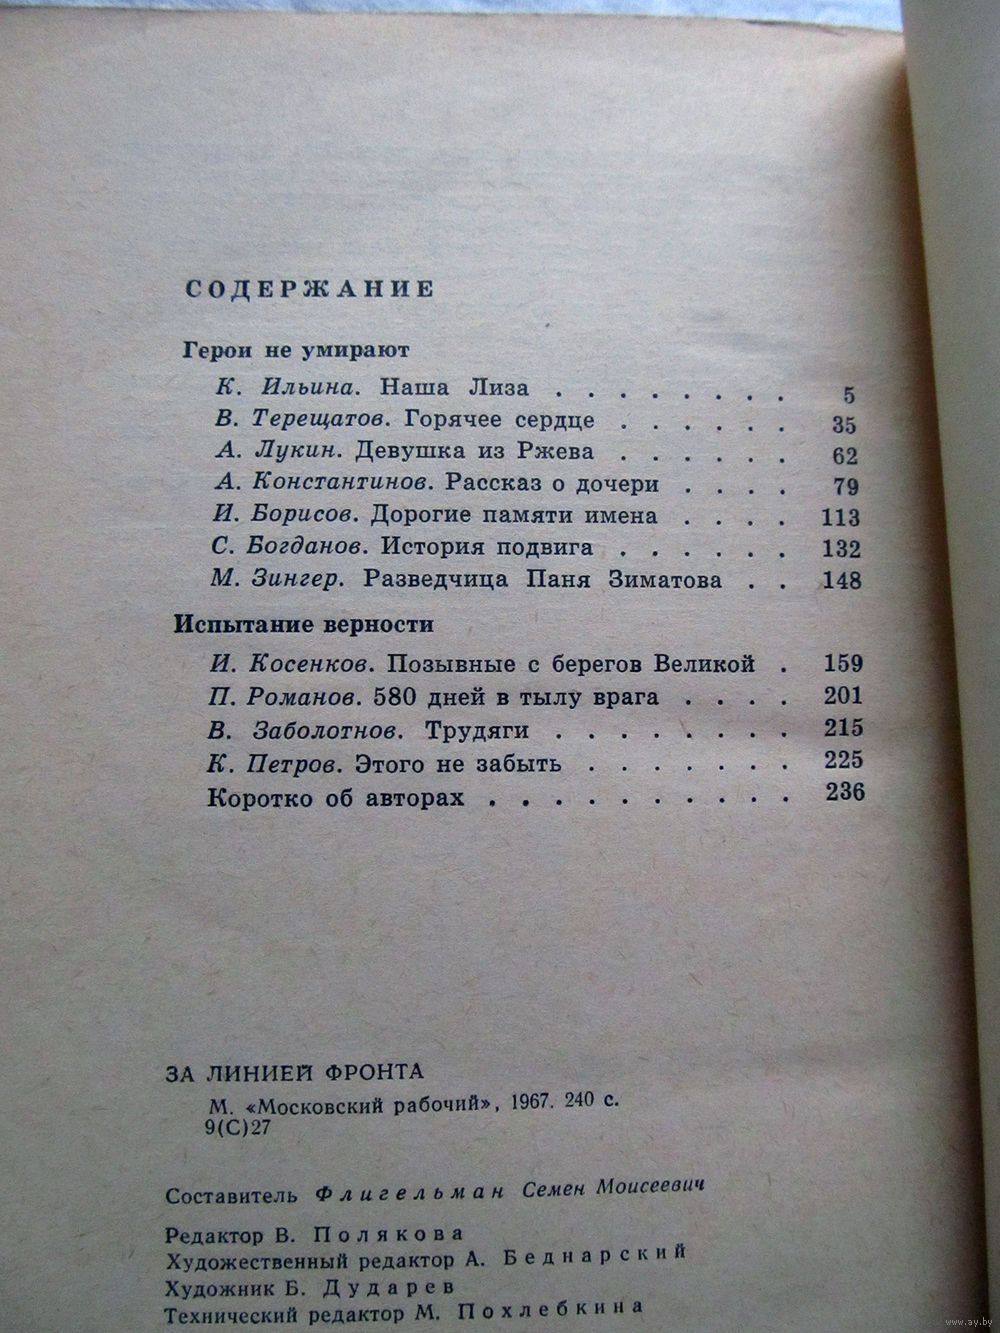 СОДЕРЖАНИЕ
Герои не умирают
К. Ильина. Наша Лиза . . . . . . . . 5
В. Терещатов. Горячее сердце . . . . . . 35
А. Лукин. Девушка из Ржева . . . . . . 62
А. Константинов. Рассказ о дочери . . . . 79
И. Борисов. Дорогие памяти имена . . . . 113
С. Богданов. История подвига . . . . . . 132
М. Зингер. Разведчица Паня Зиматова . . 148
Испытание верности
И. Косенков. Позывные с берегов Великой . 159
П. Романов. 580 дней в тылу врага . . . . 201
В. Заболотнов. Трудяги . . . . . . . . 215
К. Петров. Этого не забыть . . . . . . . 225
Коротко об авторах . . . . . . . . . . 236
ЗА ЛИНИЕЙ ФРОНТА
М. «Московский рабочий», 1967. 240 с.
9(С)27
Составитель Флигельман Семен Моисеевич
Редактор В. Полякова
Художественный редактор А. Беднарский
Художник Б. Дударев
Технический редактор М. Похлебкина
www.ay.by